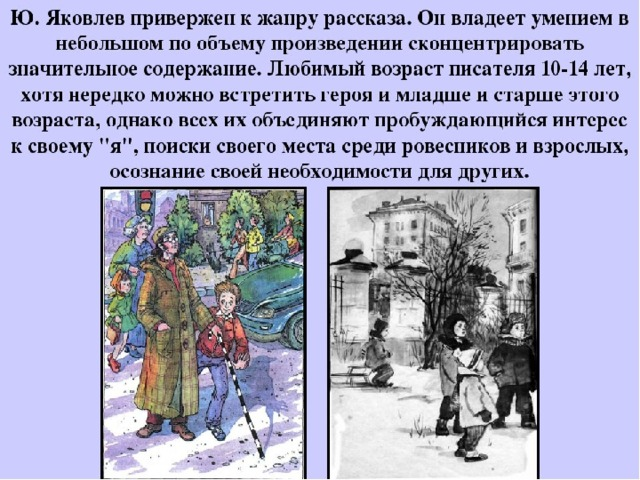 Ю. Яковлев привержен к жанру рассказа. Он владеет умением в
небольшом по объему произведении сконцентрировать
значительное содержание. Любимый возраст писателя 10-14 лет,
хотя нередко можно встретить героя и младше и старше этого
возраста, однако всех их объединяют пробуждающийся интерес
к своему "я", поиски своего места среди ровесников и взрослых,
осознание своей необходимости для других.